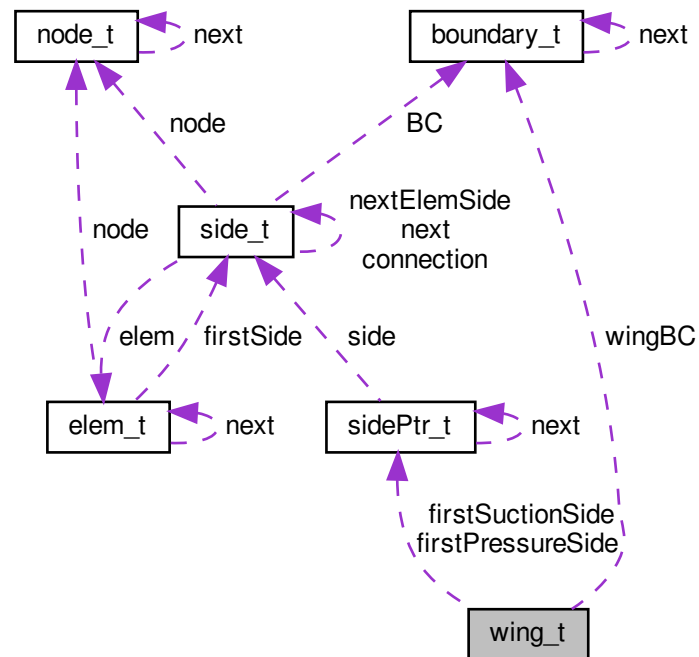 node_t
next
boundary_t
next
node
BC
side_t
nextElemSide
next
connection
node
elem
firstSide
side
wingBC
elem_t
next
sidePtr_t
next
firstSuctionSide
firstPressureSide
wing_t